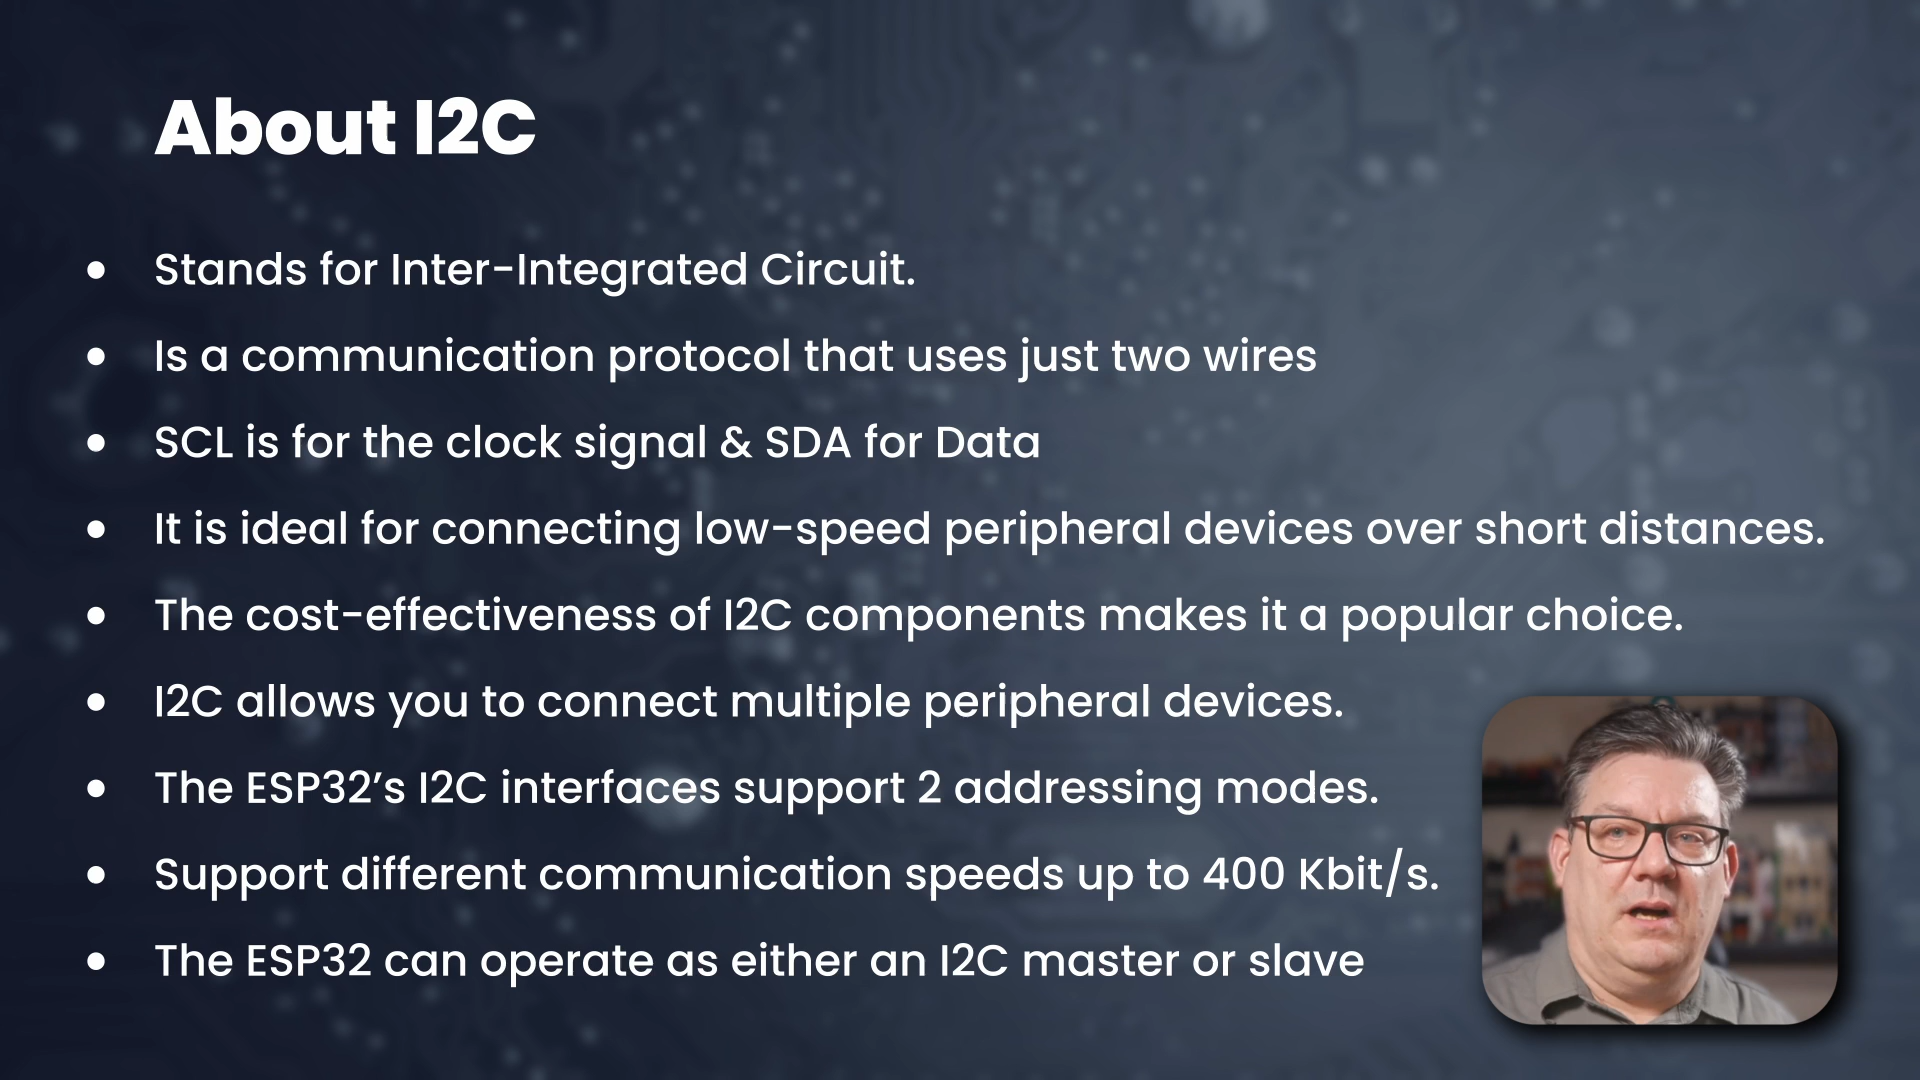 About I2C
• Stands for Inter-Integrated Circuit.
• Is a communication protocol that uses just two wires
• SCL is for the clock signal & SDA for Data
• It is ideal for connecting low-speed peripheral devices over short distances.
• The cost-effectiveness of I2C components makes it a popular choice.
• I2C allows you to connect multiple peripheral devices.
• The ESP32’s I2C interfaces support 2 addressing modes.
• Support different communication speeds up to 400 Kbit/s.
• The ESP32 can operate as either an I2C master or slave